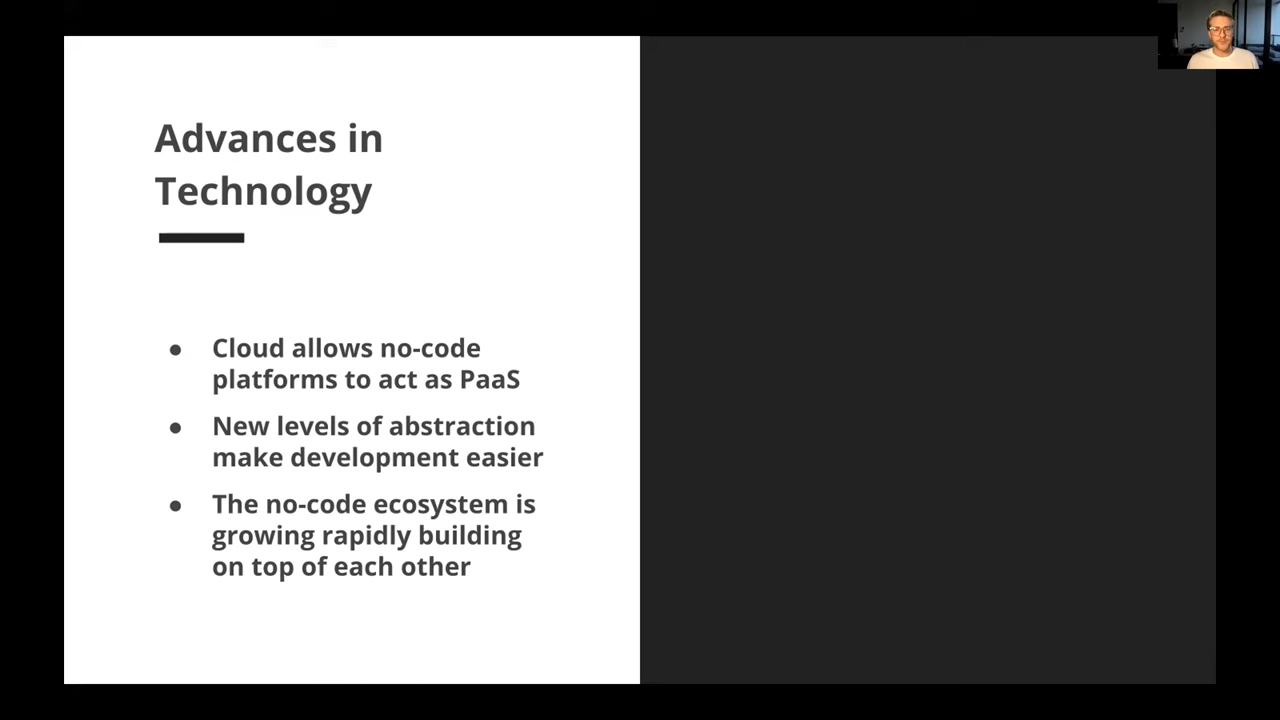 Advances in
Technology
● Cloud allows no-code
platforms to act as PaaS
● New levels of abstraction
make development easier
● The no-code ecosystem is
growing rapidly building
on top of each other